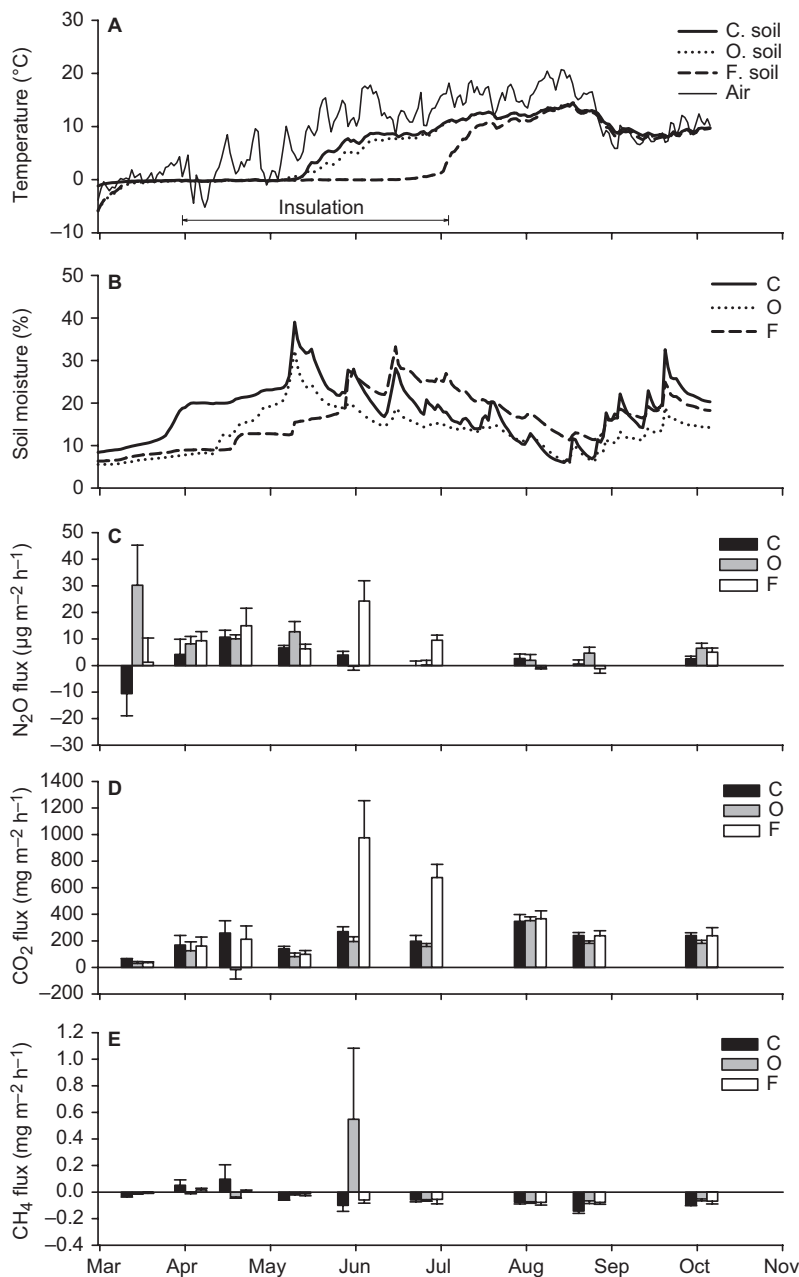 A
Temperature (°C)
30
20
10
0
–10
C. soil
O. soil
F. soil
Air
Insulation
B
Soil moisture (%)
50
40
30
20
10
0
C
O
F
C
N₂O flux (µg m–² h–¹)
50
40
30
20
10
0
–10
–20
–30
C
O
F
D
CO₂ flux (mg m–² h–¹)
1400
1200
1000
800
600
400
200
0
–200
C
O
F
E
CH₄ flux (mg m–² h–¹)
1.2
1.0
0.8
0.6
0.4
0.2
0.0
–0.2
–0.4
C
O
F
Mar Apr May Jun Jul Aug Sep Oct Nov